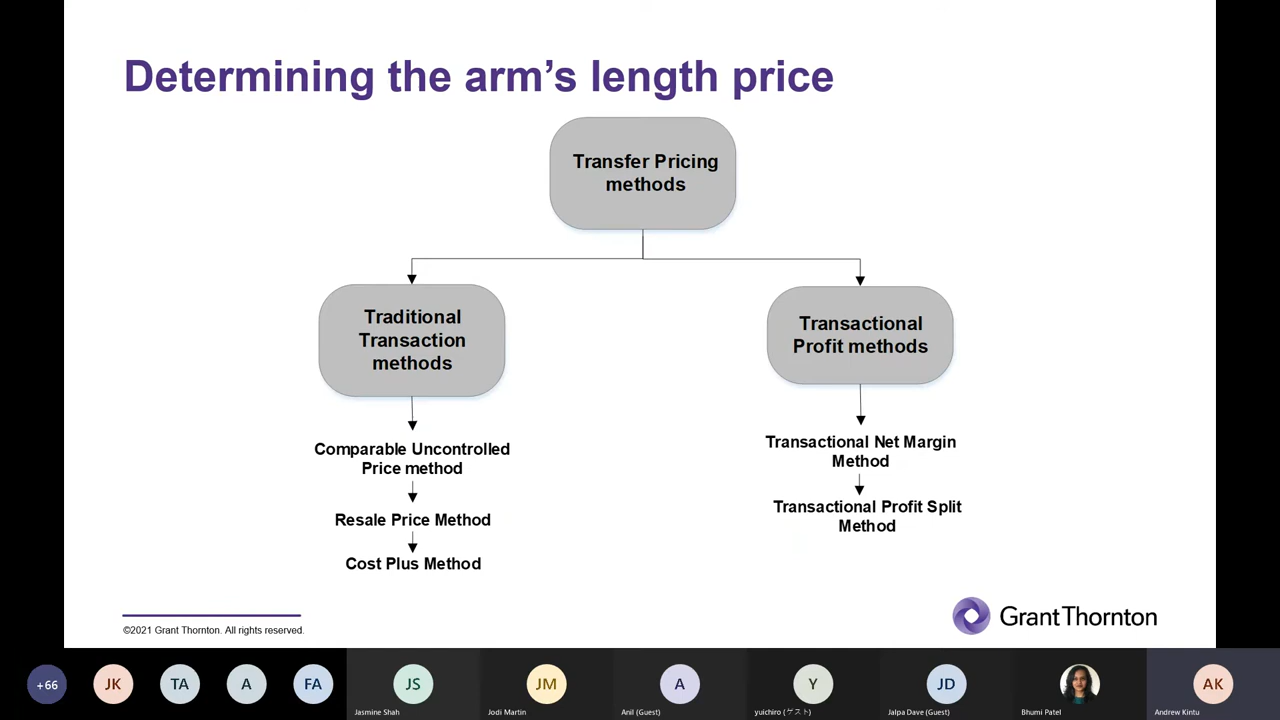 Determining the arm’s length price
Transfer Pricing
methods
Traditional
Transaction
methods
Transactional
Profit methods
Comparable Uncontrolled
Price method
Resale Price Method
Cost Plus Method
Transactional Net Margin
Method
Transactional Profit Split
Method
©2021 Grant Thornton. All rights reserved.
GrantThornton
+66
JK
TA
A
FA
JS
Jasmine Shah
JM
Jodi Martin
A
Anil (Guest)
Y
yuichiro (ゲスト)
JD
Jalpa Dave (Guest)
Bhumi Patel
AK
Andrew Kintu